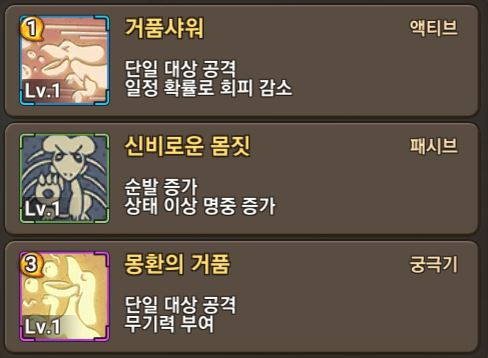 1
거품샤워
액티브
단일 대상 공격
일정 확률로 회피 감소
Lv.1
신비로운 몸짓
패시브
순발 증가
상태 이상 명중 증가
Lv.1
3
몽환의 거품
궁극기
단일 대상 공격
무기력 부여
Lv.1